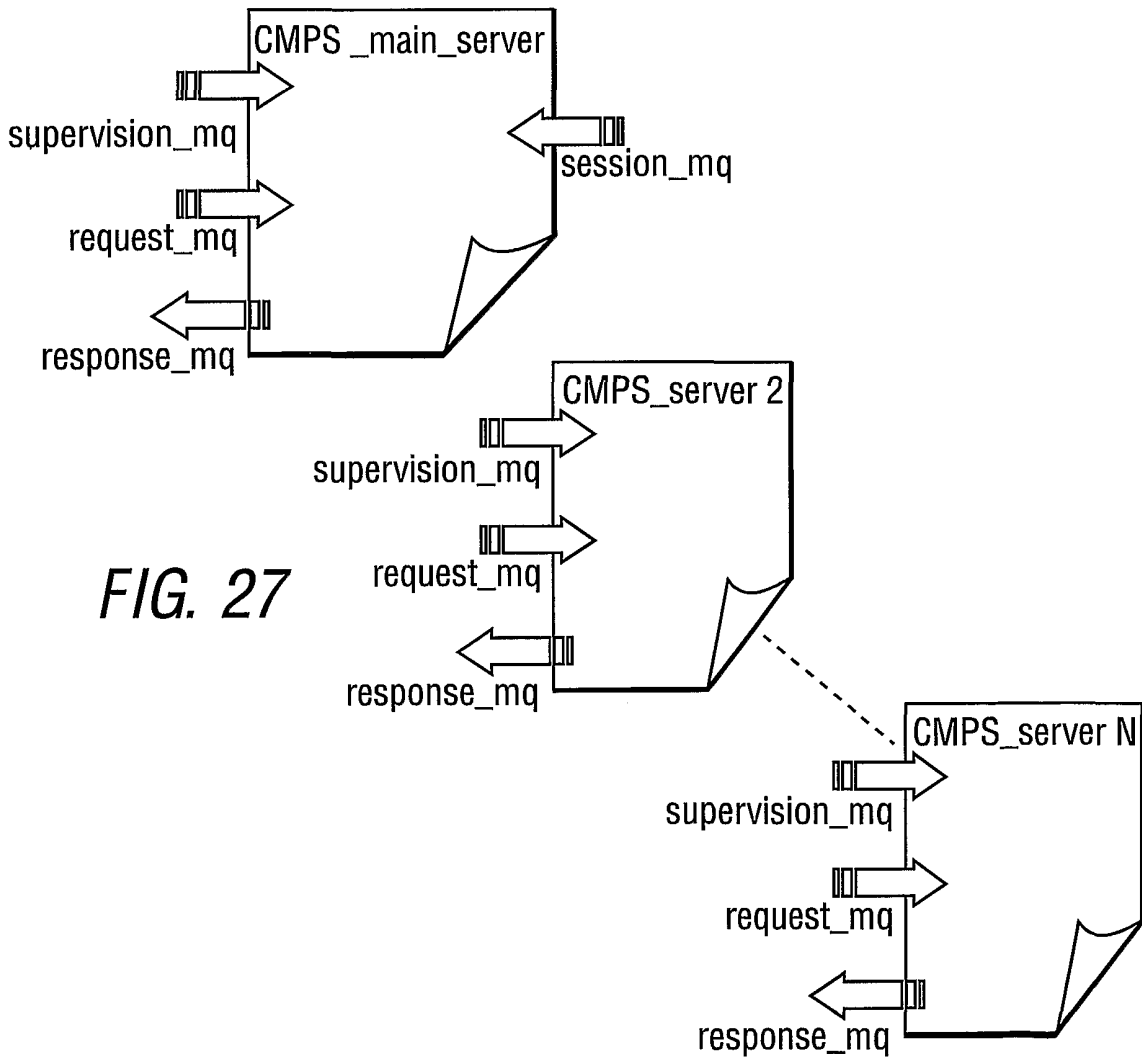 CMPS _main_server
supervision_mq
session_mq
request_mq
response_mq
CMPS_server 2
supervision_mq
request_mq
FIG. 27
response_mq
CMPS_server N
supervision_mq
request_mq
response_mq